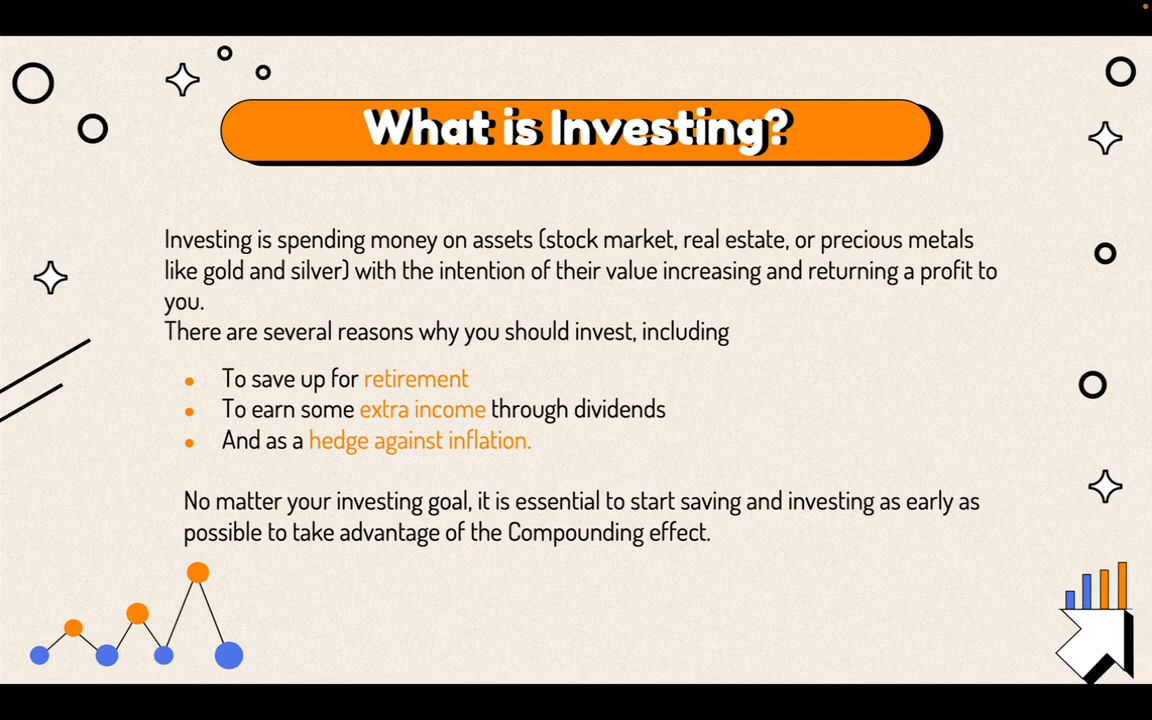 What is Investing?
Investing is spending money on assets (stock market, real estate, or precious metals
like gold and silver) with the intention of their value increasing and returning a profit to
you.
There are several reasons why you should invest, including
To save up for retirement
To earn some extra income through dividends
And as a hedge against inflation.
No matter your investing goal, it is essential to start saving and investing as early as
possible to take advantage of the Compounding effect.